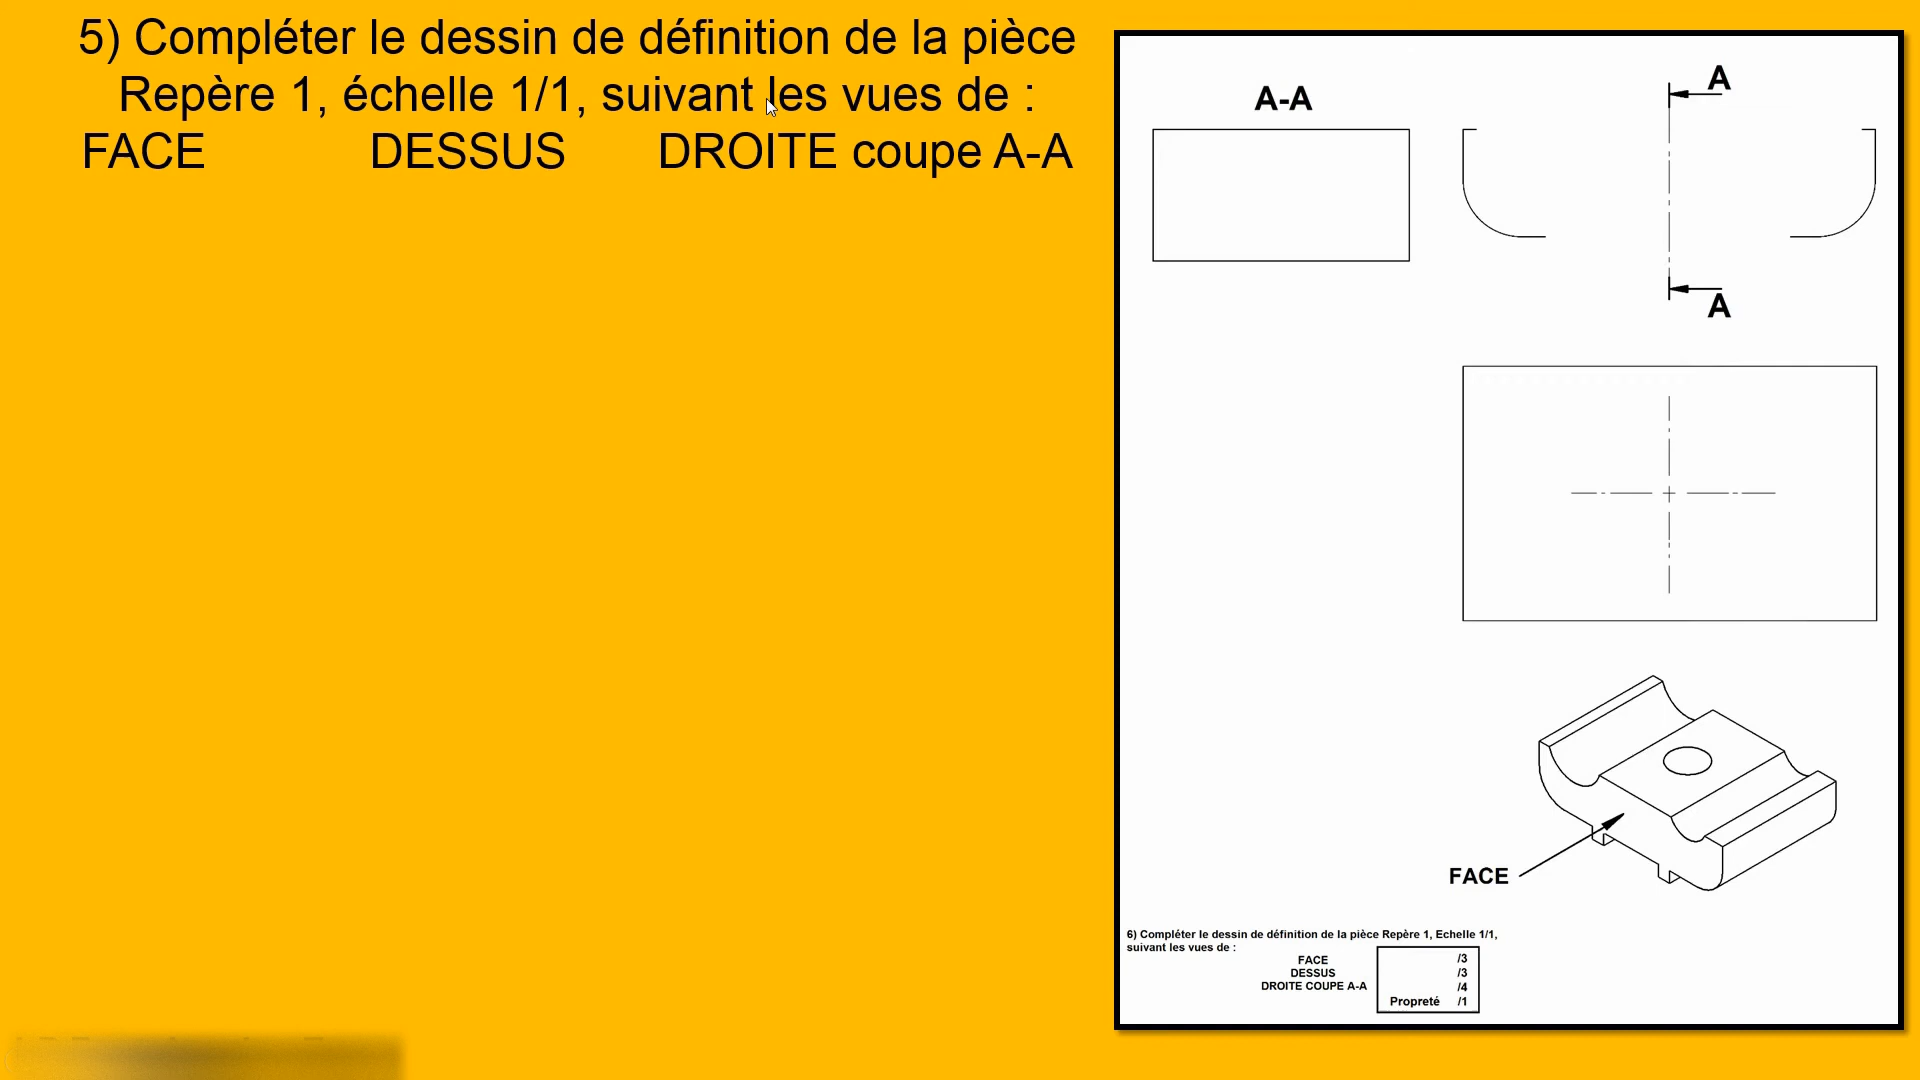 5) Compléter le dessin de définition de la pièce
Repère 1, échelle 1/1, suivant les vues de :
FACE DESSUS DROITE coupe A-A
A-A
A
A
FACE
6) Compléter le dessin de définition de la pièce Repère 1, Echelle 1/1,
suivant les vues de :
FACE /3
DESSUS /3
DROITE COUPE A-A /4
Propreté /1